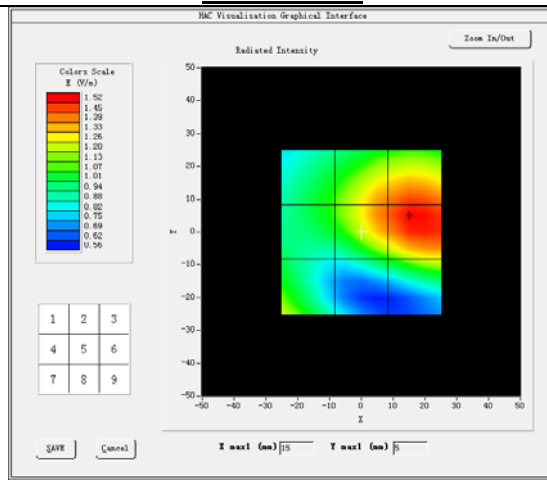 HAC Visualisation Graphical Interface
Zoom In/Out
Radiated Intensity
Colors Scale
E (V/m)
1.52
1.45
1.39
1.33
1.26
1.20
1.13
1.07
1.01
0.94
0.88
0.82
0.75
0.69
0.62
0.56
50
40
30
20
10
0
-10
-20
-30
-40
-50
Y
-50 -40 -30 -20 -10 0 10 20 30 40 50
X
1 2 3
4 5 6
7 8 9
SAVE Cancel
X max1 (mm) 15 Y max1 (mm) 5